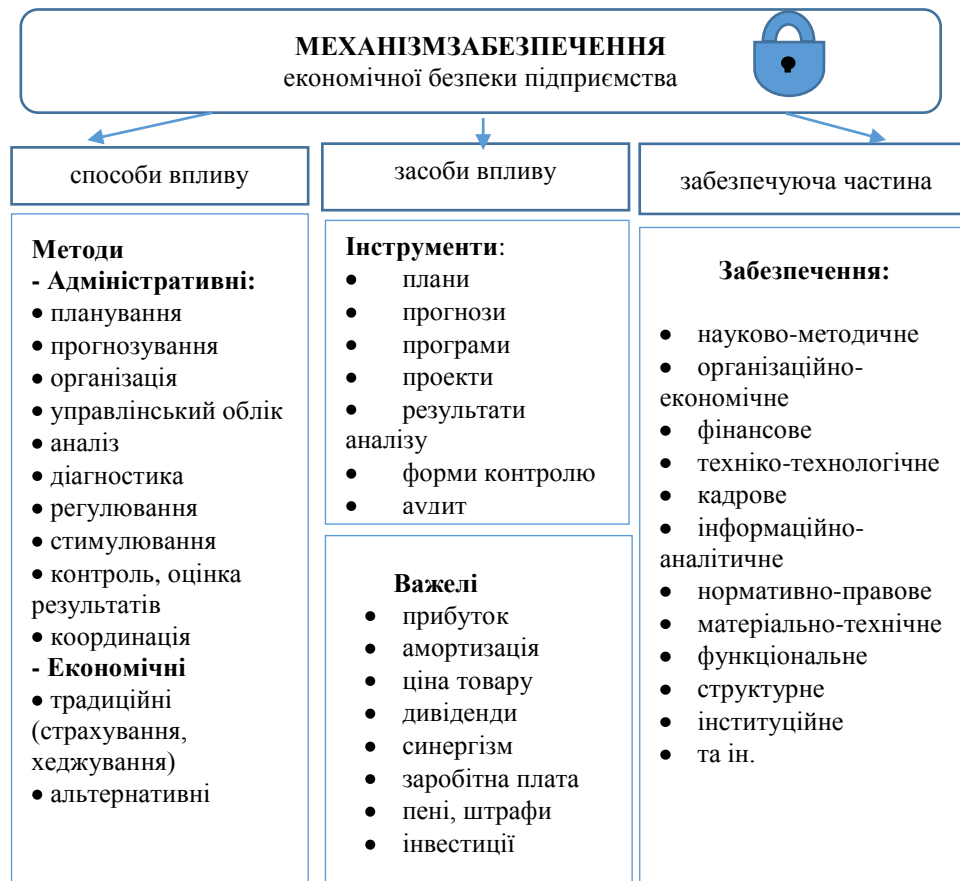 МЕХАНІЗМЗАБЕЗПЕЧЕННЯ
економічної безпеки підприємства
способи впливу
засоби впливу
забезпечуюча частина
Методи
- Адміністративні:
• планування
• прогнозування
• організація
• управлінський облік
• аналіз
• діагностика
• регулювання
• стимулювання
• контроль, оцінка
результатів
• координація
- Економічні
• традиційні
(страхування,
хеджування)
• альтернативні
Інструменти:
• плани
• прогнози
• програми
• проекти
• результати
аналізу
• форми контролю
• аудит
Важелі
• прибуток
• амортизація
• ціна товару
• дивіденди
• синергізм
• заробітна плата
• пені, штрафи
• інвестиції
Забезпечення:
• науково-методичне
• організаційно-
економічне
• фінансове
• техніко-технологічне
• кадрове
• інформаційно-
аналітичне
• нормативно-правове
• матеріально-технічне
• функціональне
• структурне
• інституційне
• та ін.